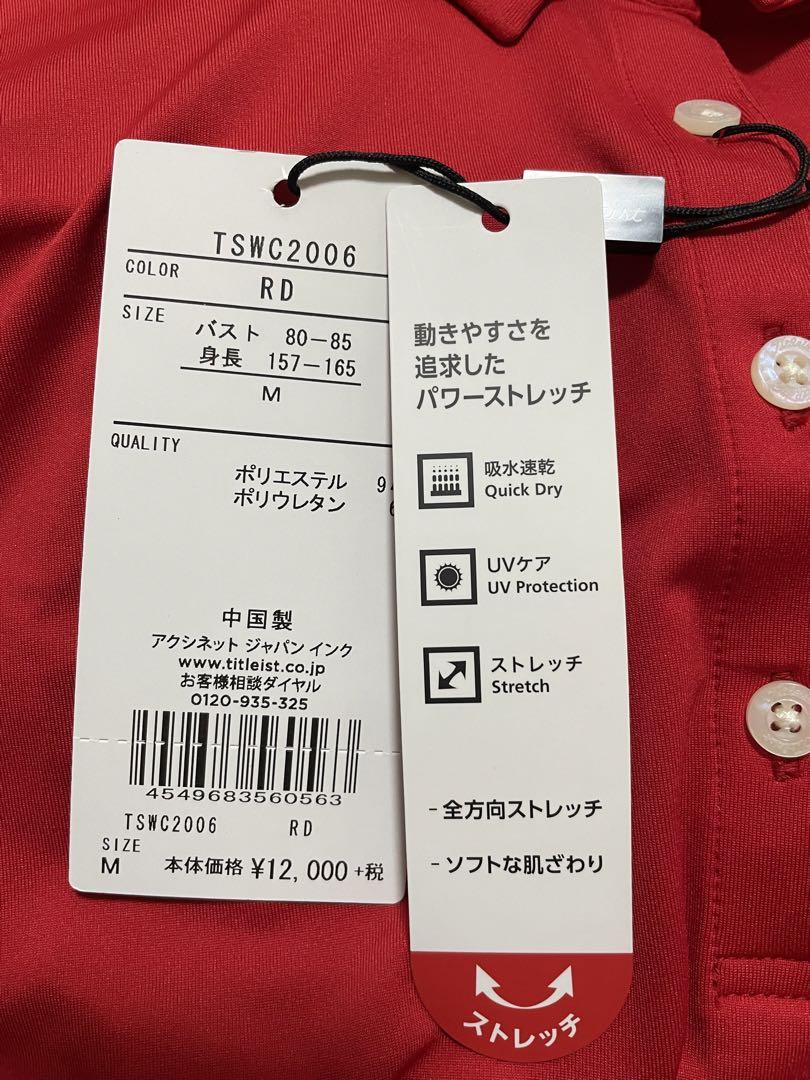 TSWC2006
COLOR
RD
SIZE
バスト 80-85
身長 157-165
M
QUALITY
ポリエステル
ポリウレタン
中国製
アクシネット ジャパン インク
www.titleist.co.jp
お客様相談ダイヤル
0120-935-325
4549683560563
TSWC2006 RD
SIZE
M 本体価格 ¥12,000 +税
動きやすさを
追求した
パワーストレッチ
吸水速乾
Quick Dry
UVケア
UV Protection
ストレッチ
Stretch
- 全方向ストレッチ
- ソフトな肌ざわり
ストレッチ